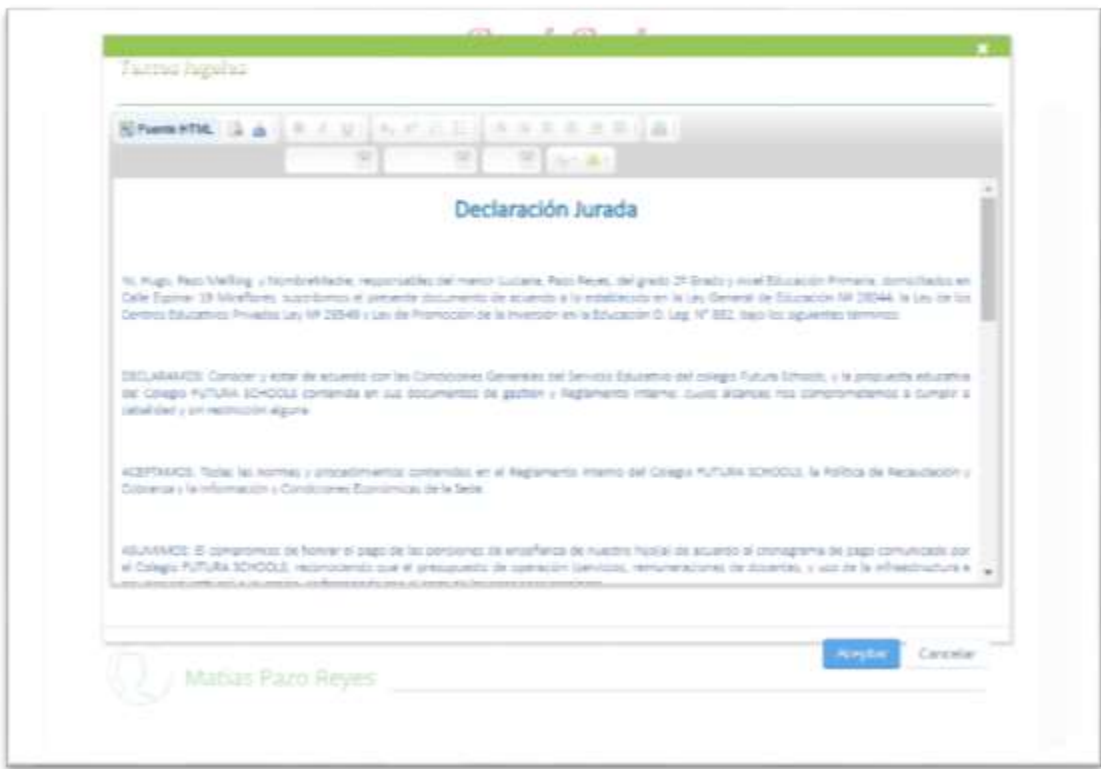 Fuente HTML
Declaración Jurada
Yo, Hugo, Pazo y NombreMadre, responsables del menor Luciana, Pazo Reyes, del grado 2º Grado y nivel Educación Primaria, domiciliados en
Calle 19 Miraflores, suscribimos el presente documento de acuerdo a lo establecido en la Ley General de Educación Nº 28044, la Ley de los
Centros Educativos Privados Ley Nº 26549 y Ley de Promoción de la Inversión en la Educación D. Leg. N° 882, bajo los siguientes términos:
DECLARAMOS: Conocer y estar de acuerdo con las Condiciones Generales del Servicio Educativo del colegio Futura Schools, y la propuesta educativa
del Colegio FUTURA SCHOOLS contenida en sus documentos de gestión y Reglamento Interno, cuyos alcances nos comprometemos a cumplir a
cabalidad y sin restricción alguna.
ACEPTAMOS: Todas las normas y procedimientos contenidos en el Reglamento Interno del Colegio FUTURA SCHOOLS, la Política de Recaudación y
Cobranza y la Información y Condiciones Económicas de la Sede.
ASUMIMOS: El compromiso de honrar el pago de las pensiones de enseñanza de nuestro hijo(a) de acuerdo al cronograma de pago comunicado por
el Colegio FUTURA SCHOOLS, reconociendo que el presupuesto de operación (servicios, remuneraciones de docentes, y uso de la infraestructura e
Aceptar Cancelar
Matias Pazo Reyes